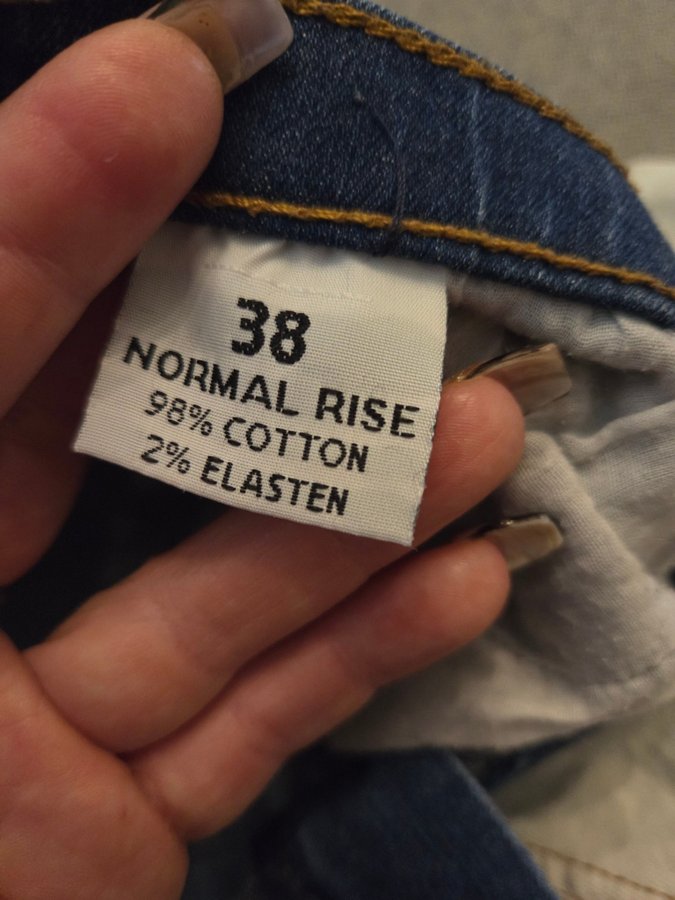 38
NORMAL RISE
98% COTTON
2% ELASTEN